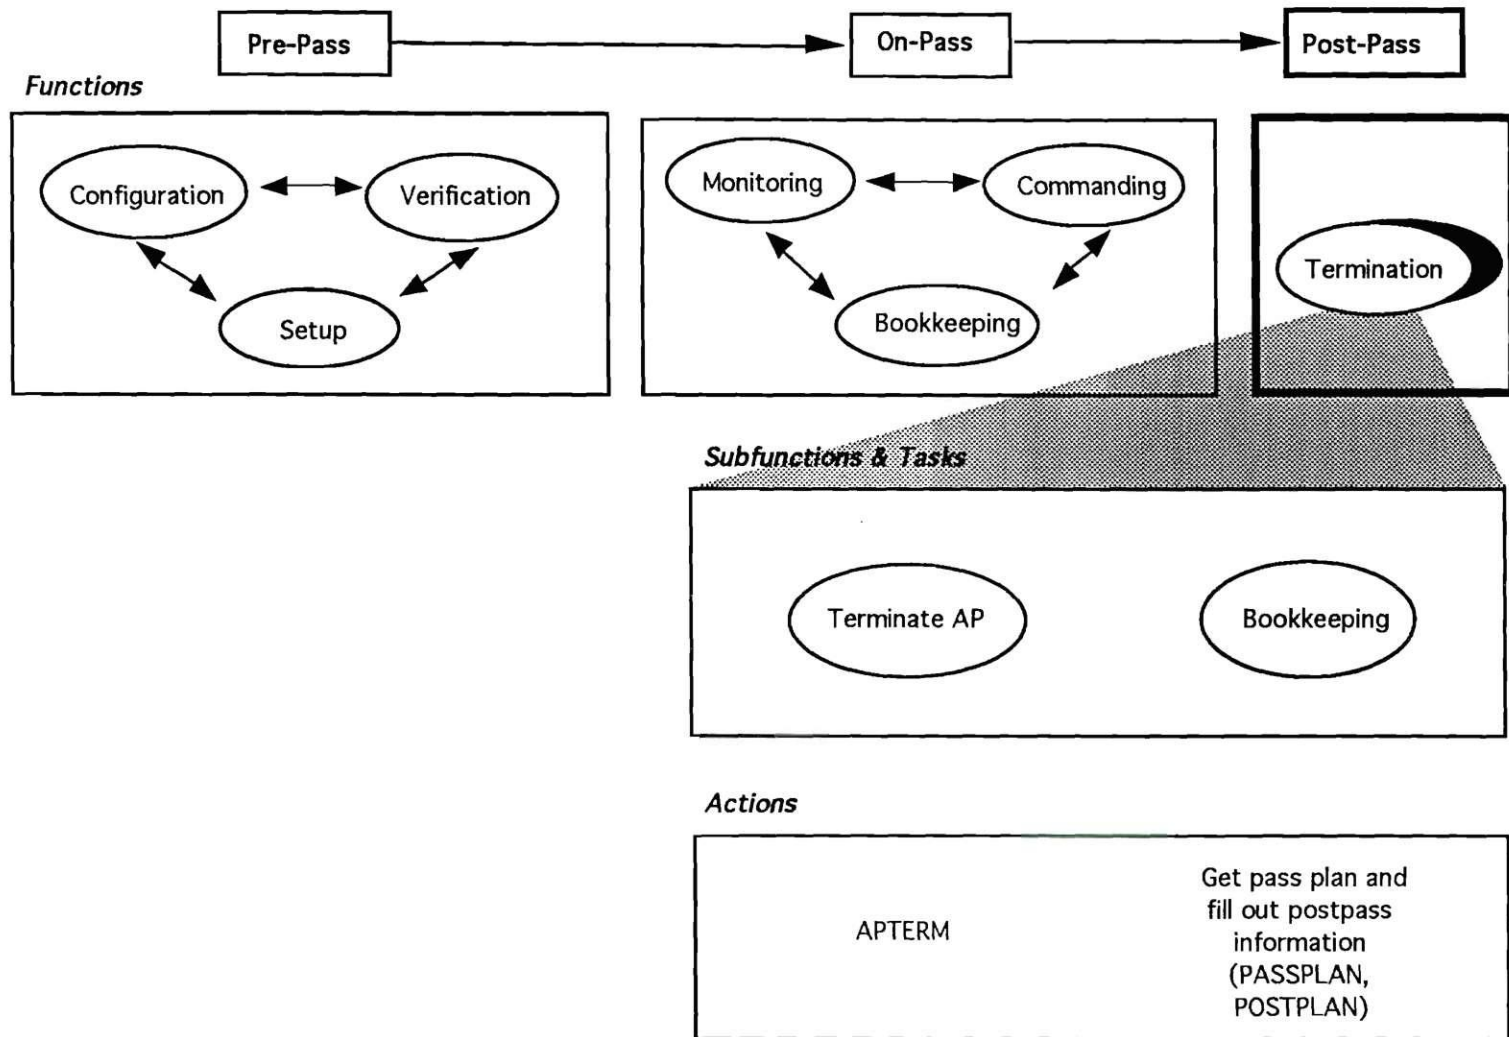 Pre-Pass
On-Pass
Post-Pass
Functions
Configuration
Verification
Setup
Monitoring
Commanding
Bookkeeping
Termination
Subfunctions & Tasks
Terminate AP
Bookkeeping
Actions
APTERM
Get pass plan and
fill out postpass
information
(PASSPLAN,
POSTPLAN)